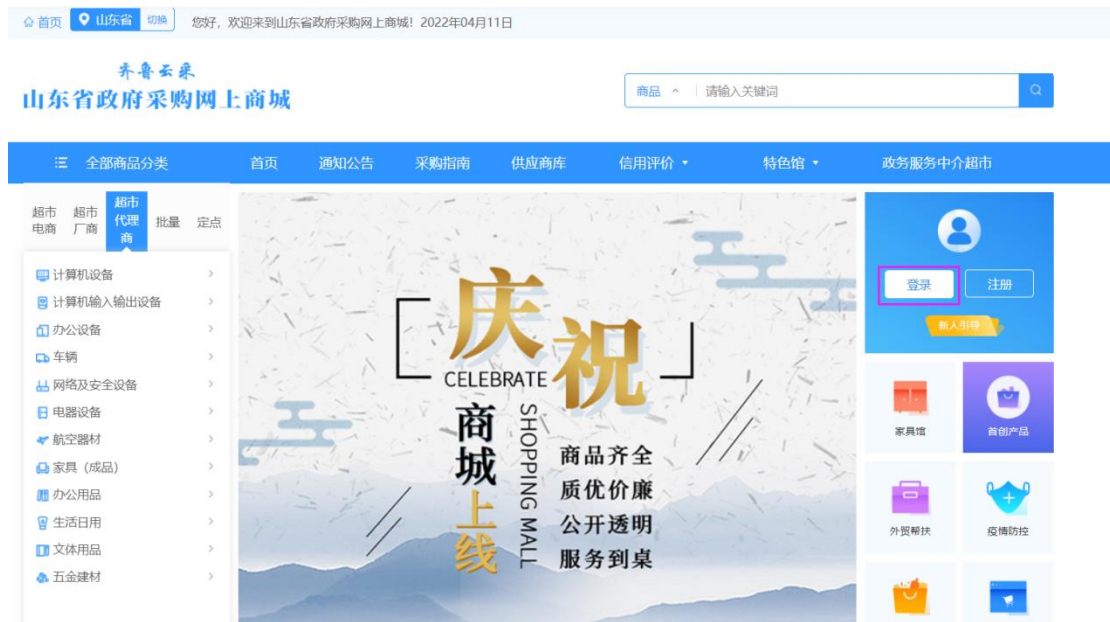 首页 山东省 切换 您好，欢迎来到山东省政府采购网上商城！2022年04月11日
齐鲁云采
山东省政府采购网上商城
商品 请输入关键词
全部商品分类 首页 通知公告 采购指南 供应商库 信用评价 特色馆 政务服务中介超市
超市电商
超市厂商
超市代理商
批量
定点
计算机设备
计算机输入输出设备
办公设备
车辆
网络及安全设备
电器设备
航空器材
家具（成品）
办公用品
生活日用
文体用品
五金建材
庆祝
CELEBRATE
商城上线
SHOPPING MALL
商品齐全
质优价廉
公开透明
服务到桌
登录 注册
新人引导
家具馆 首创产品
外贸帮扶 疫情防控